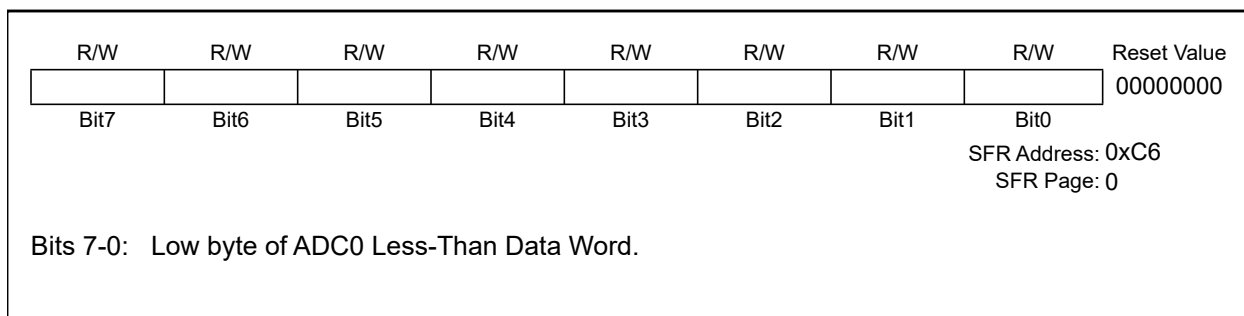 R/W R/W R/W R/W R/W R/W R/W R/W Reset Value
00000000
Bit7 Bit6 Bit5 Bit4 Bit3 Bit2 Bit1 Bit0
SFR Address: 0xC6
SFR Page: 0
Bits 7-0: Low byte of ADC0 Less-Than Data Word.